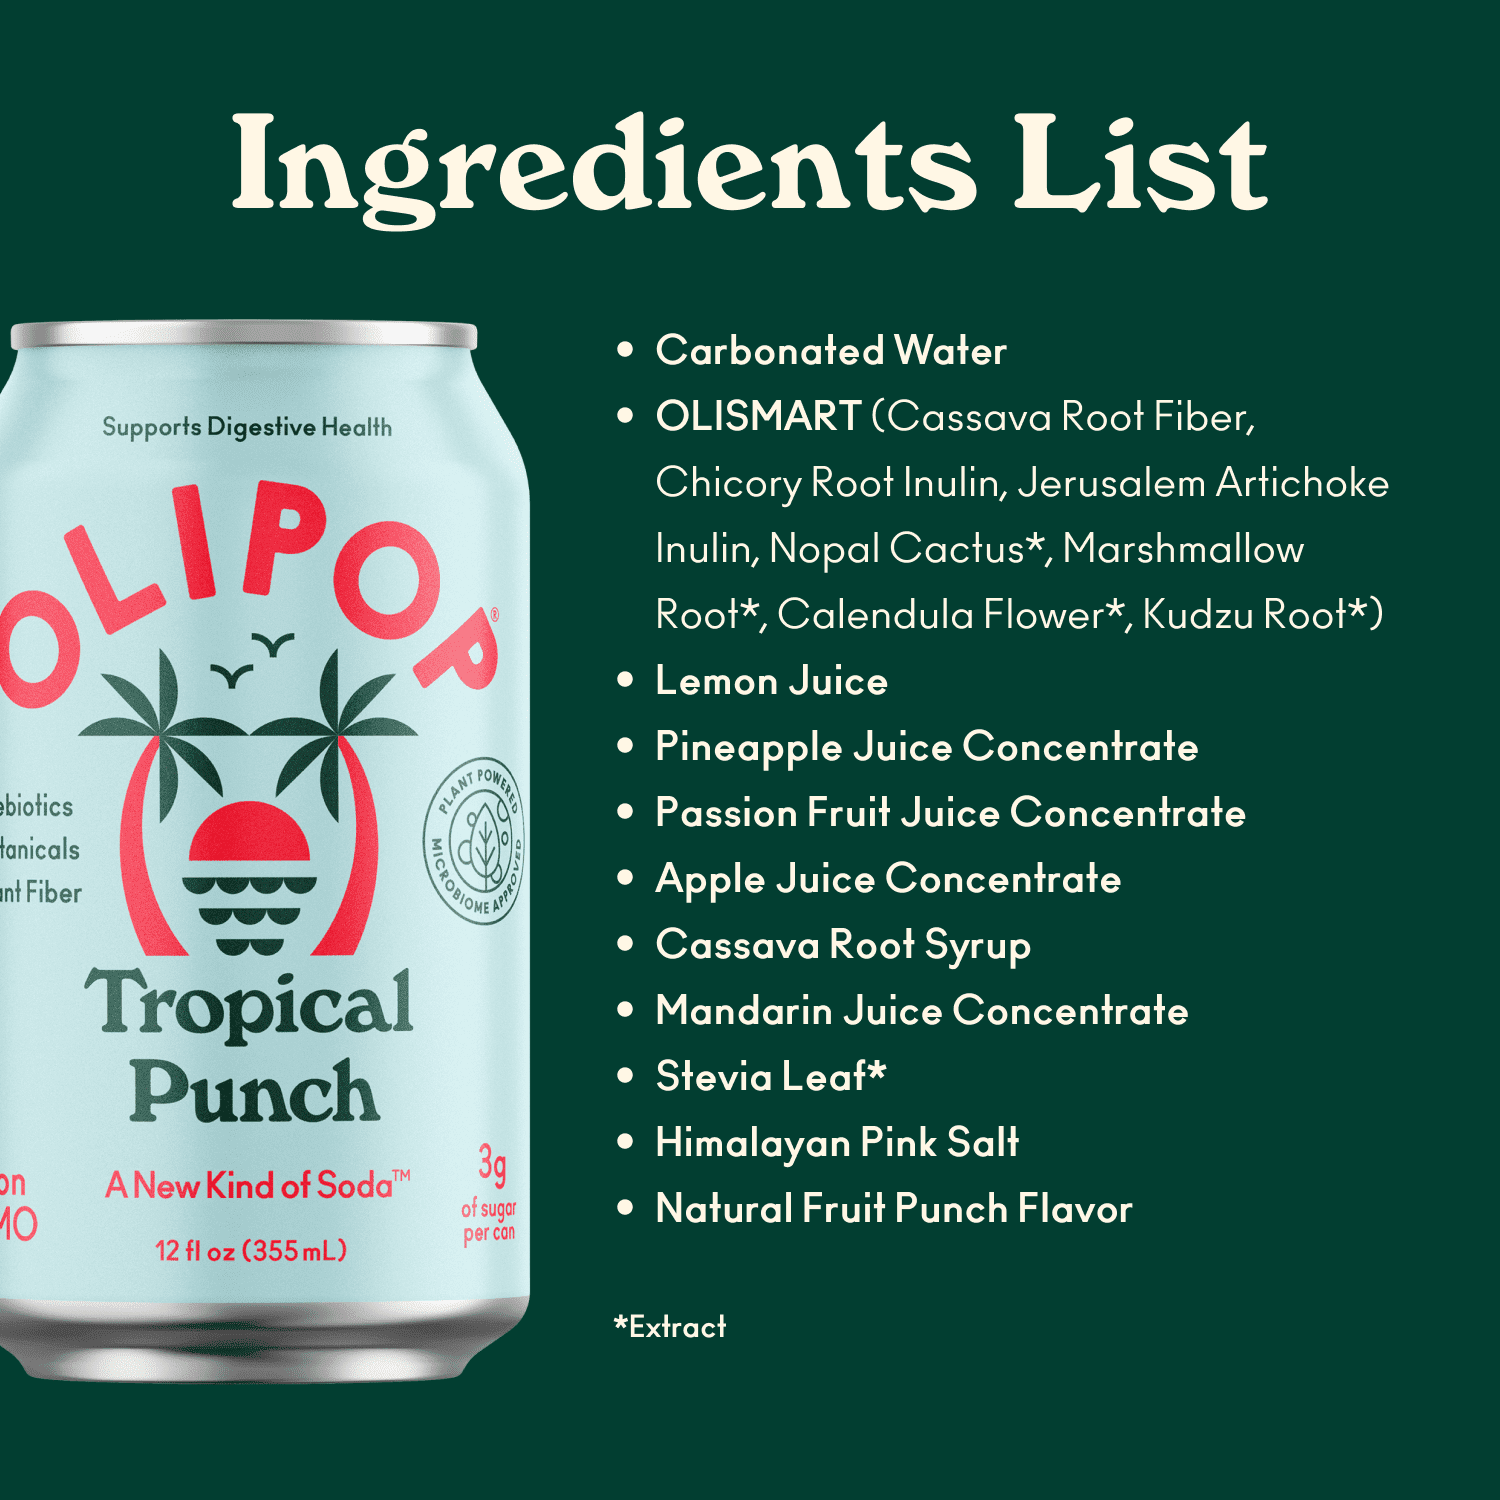 Ingredients List
Supports Digestive Health
OLIPOP®
PLANT POWERED
MICROBIOME APPROVED
Plant Fiber
Tropical
Punch
A New Kind of Soda™
3g
of sugar
per can
12 fl oz (355 mL)
• Carbonated Water
• OLISMART (Cassava Root Fiber,
Chicory Root Inulin, Jerusalem Artichoke
Inulin, Nopal Cactus*, Marshmallow
Root*, Calendula Flower*, Kudzu Root*)
• Lemon Juice
• Pineapple Juice Concentrate
• Passion Fruit Juice Concentrate
• Apple Juice Concentrate
• Cassava Root Syrup
• Mandarin Juice Concentrate
• Stevia Leaf*
• Himalayan Pink Salt
• Natural Fruit Punch Flavor
*Extract